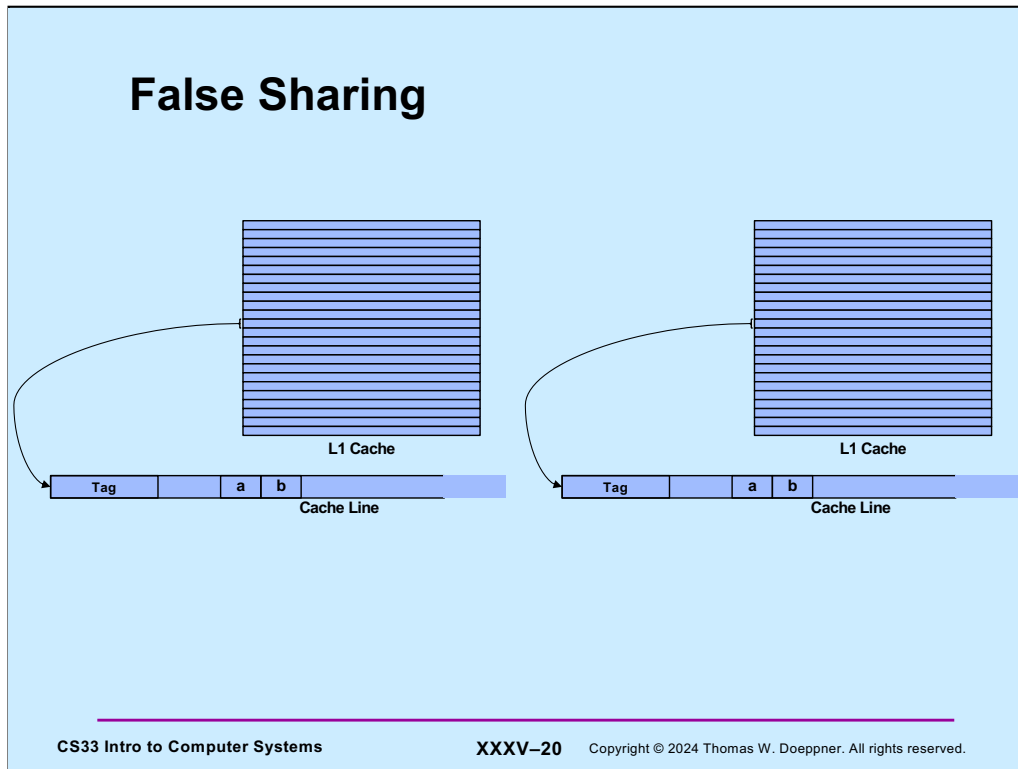 False Sharing
L1 Cache
L1 Cache
Tag a b
Tag a b
Cache Line
Cache Line
CS33 Intro to Computer Systems XXXV–20 Copyright © 2024 Thomas W. Doeppner. All rights reserved.